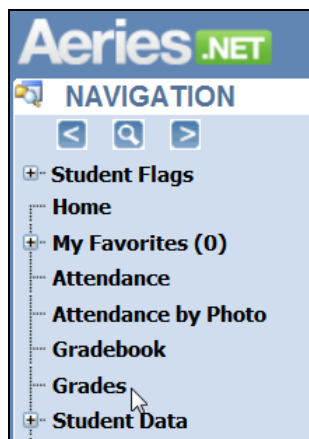 Aeries .NET
NAVIGATION
< >
Student Flags
Home
My Favorites (0)
Attendance
Attendance by Photo
Gradebook
Grades
Student Data